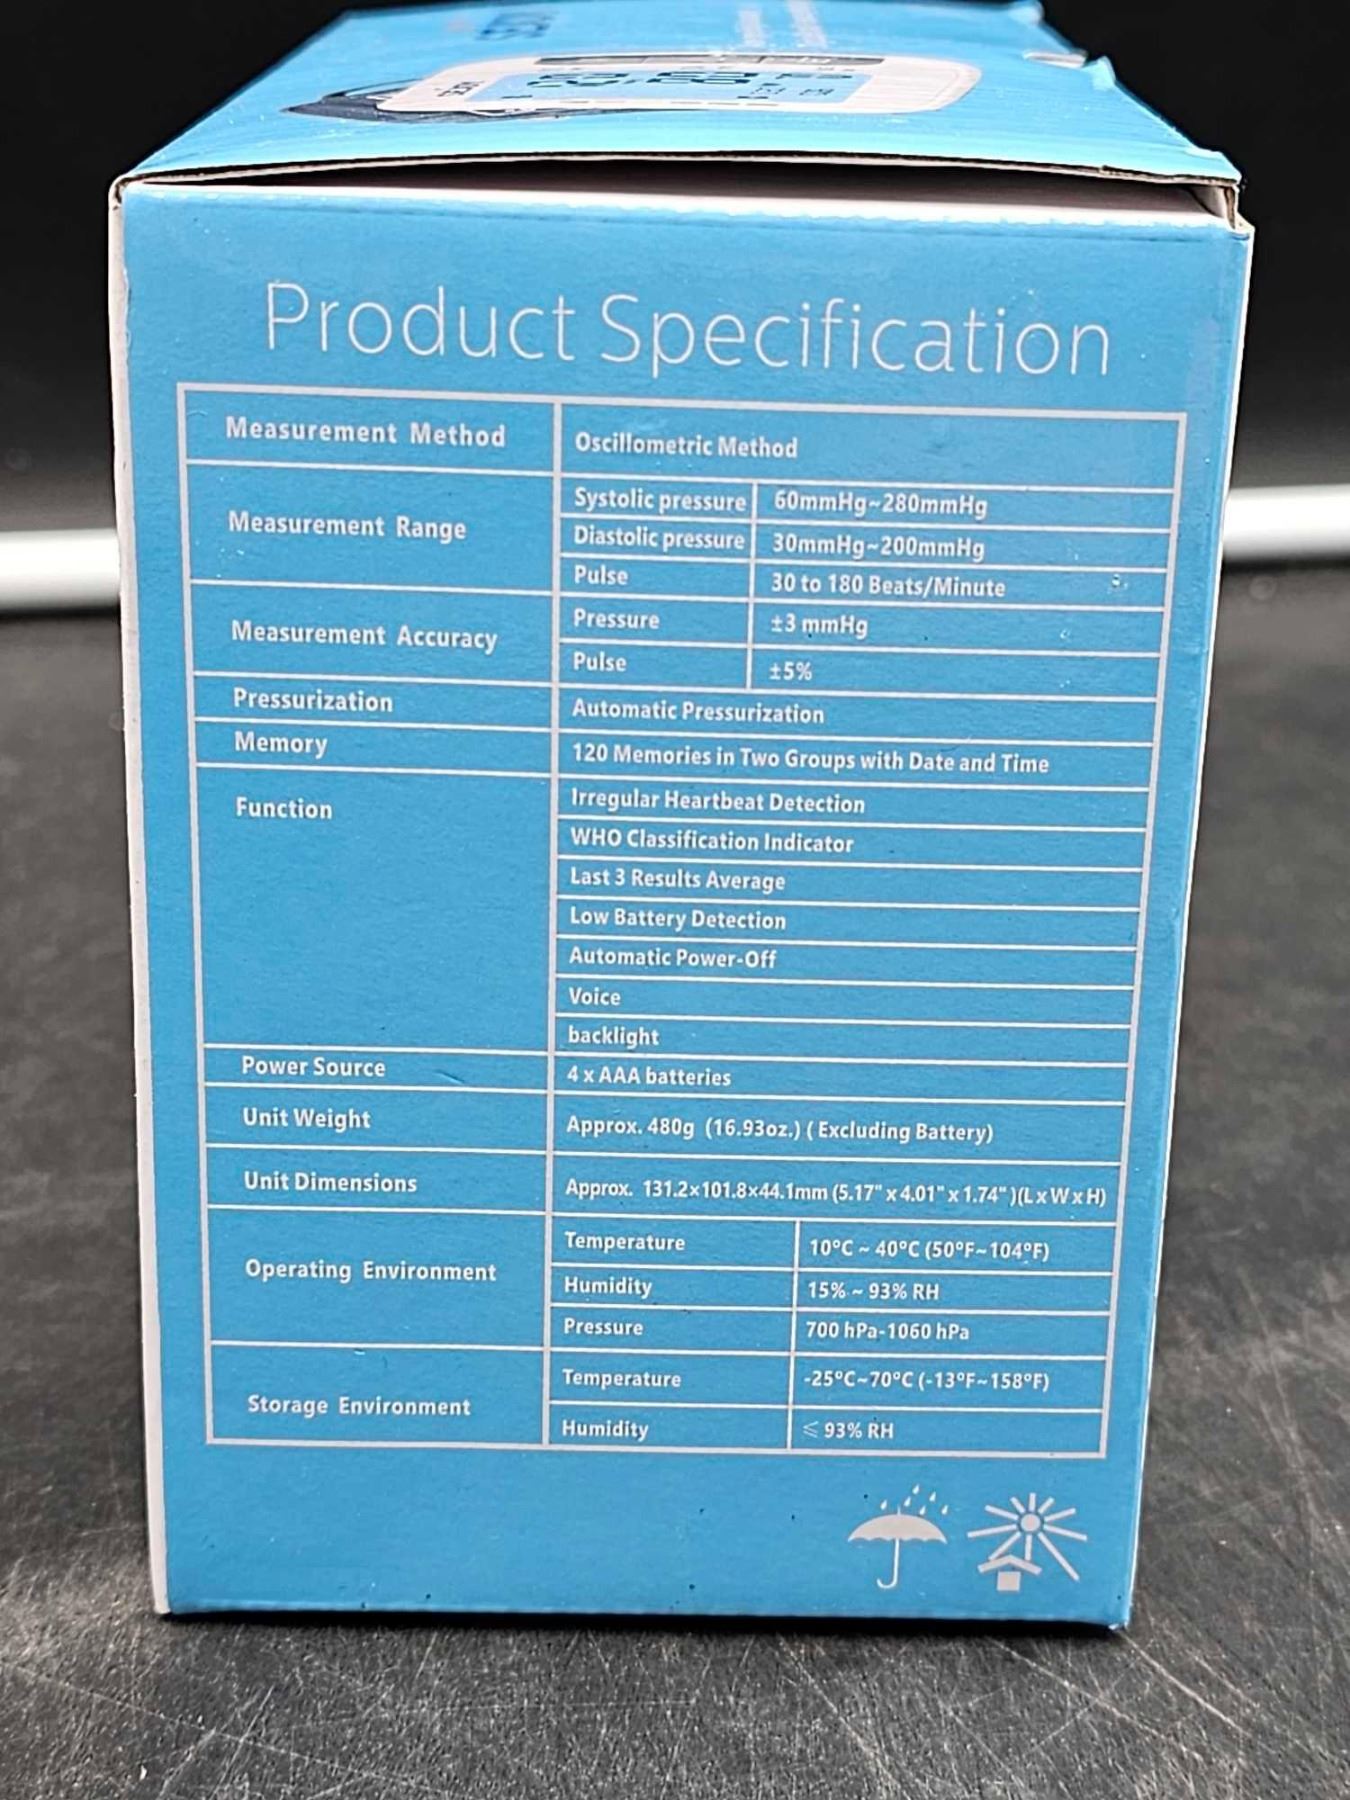 Product Specification
Measurement Method Oscillometric Method
Measurement Range Systolic pressure 60mmHg~280mmHg
Diastolic pressure 30mmHg~200mmHg
Pulse 30 to 180 Beats/Minute
Measurement Accuracy Pressure ±3 mmHg
Pulse ±5%
Pressurization Automatic Pressurization
Memory 120 Memories in Two Groups with Date and Time
Function Irregular Heartbeat Detection
WHO Classification Indicator
Last 3 Results Average
Low Battery Detection
Automatic Power-Off
Voice
backlight
Power Source 4 x AAA batteries
Unit Weight Approx. 480g (16.93oz.) ( Excluding Battery)
Unit Dimensions Approx. 131.2×101.8×44.1mm (5.17" x 4.01" x 1.74" )(L x W x H)
Operating Environment Temperature 10°C ~ 40°C (50°F~104°F)
Humidity 15% ~ 93% RH
Pressure 700 hPa-1060 hPa
Storage Environment Temperature -25°C~70°C (-13°F~158°F)
Humidity ≤ 93% RH